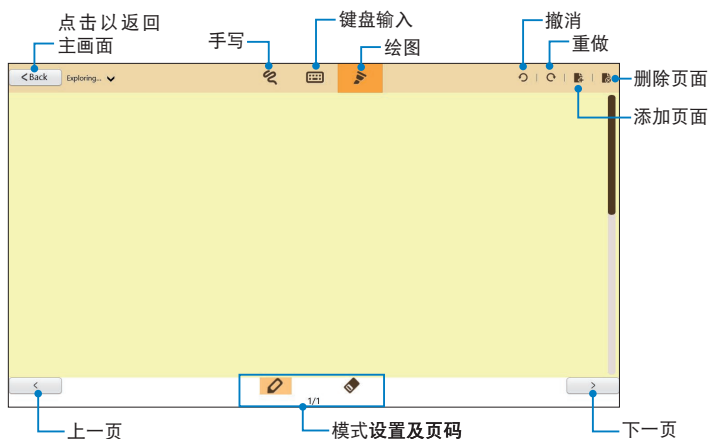 点击以返回
主画面
手写
键盘输入
绘图
撤消
重做
<Back
Exploring...
删除页面
添加页面
<
1/1
>
上一页
模式设置及页码
下一页